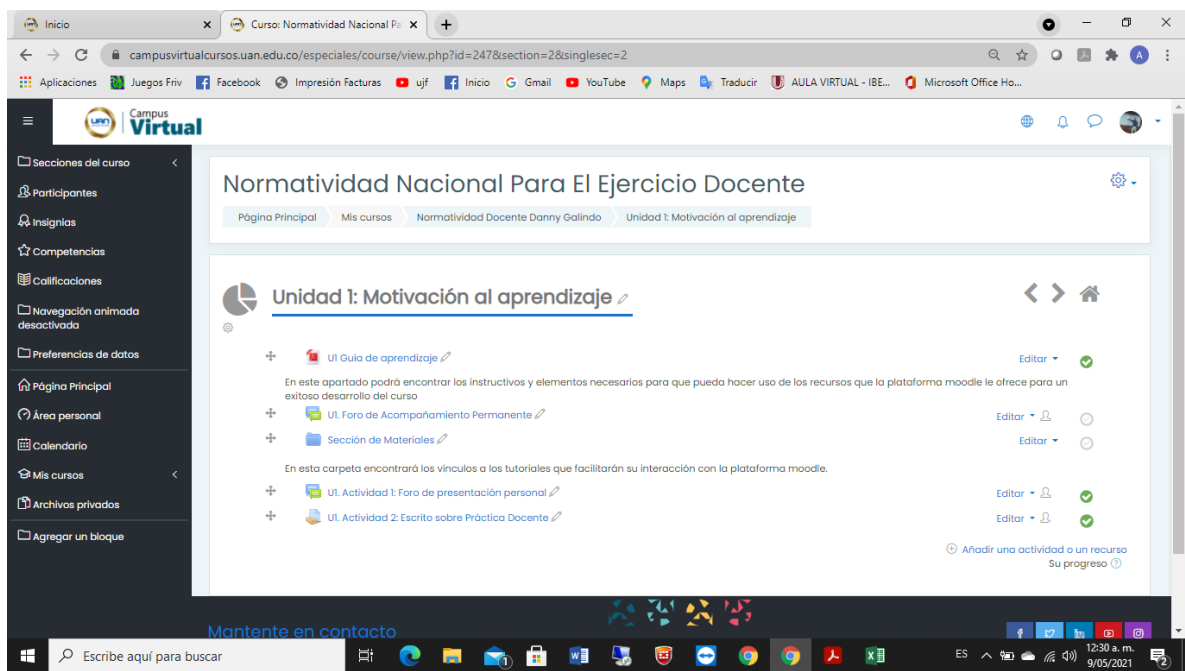 Inicio
Curso: Normatividad Nacional Pa
campusvirtualcursos.uan.edu.co/especiales/course/view.php?id=247&section=2&singlesec=2
A
Aplicaciones Juegos Friv Facebook Impresión Facturas ujf Inicio Gmail YouTube Maps Traducir AULA VIRTUAL - IBE... Microsoft Office Ho...
UAN Campus
Virtual
Secciones del curso
Participantes
Insignias
Competencias
Calificaciones
Navegación animada
desactivada
Preferencias de datos
Página Principal
Área personal
Calendario
Mis cursos
Archivos privados
Agregar un bloque
Normatividad Nacional Para El Ejercicio Docente
Página Principal Mis cursos Normatividad Docente Danny Galindo Unidad 1: Motivación al aprendizaje
Unidad 1: Motivación al aprendizaje
U1 Guia de aprendizaje Editar
En este apartado podrá encontrar los instructivos y elementos necesarios para que pueda hacer uso de los recursos que la plataforma moodle le ofrece para un
exitoso desarrollo del curso
U1. Foro de Acompañamiento Permanente Editar
Sección de Materiales Editar
En esta carpeta encontrará los vínculos a los tutoriales que facilitarán su interacción con la plataforma moodle.
U1. Actividad 1: Foro de presentación personal Editar
U1. Actividad 2: Escrito sobre Práctica Docente Editar
Añadir una actividad o un recurso
Su progreso
Mantente en contacto
Escribe aquí para buscar
ES
12:30 a. m.
9/05/2021